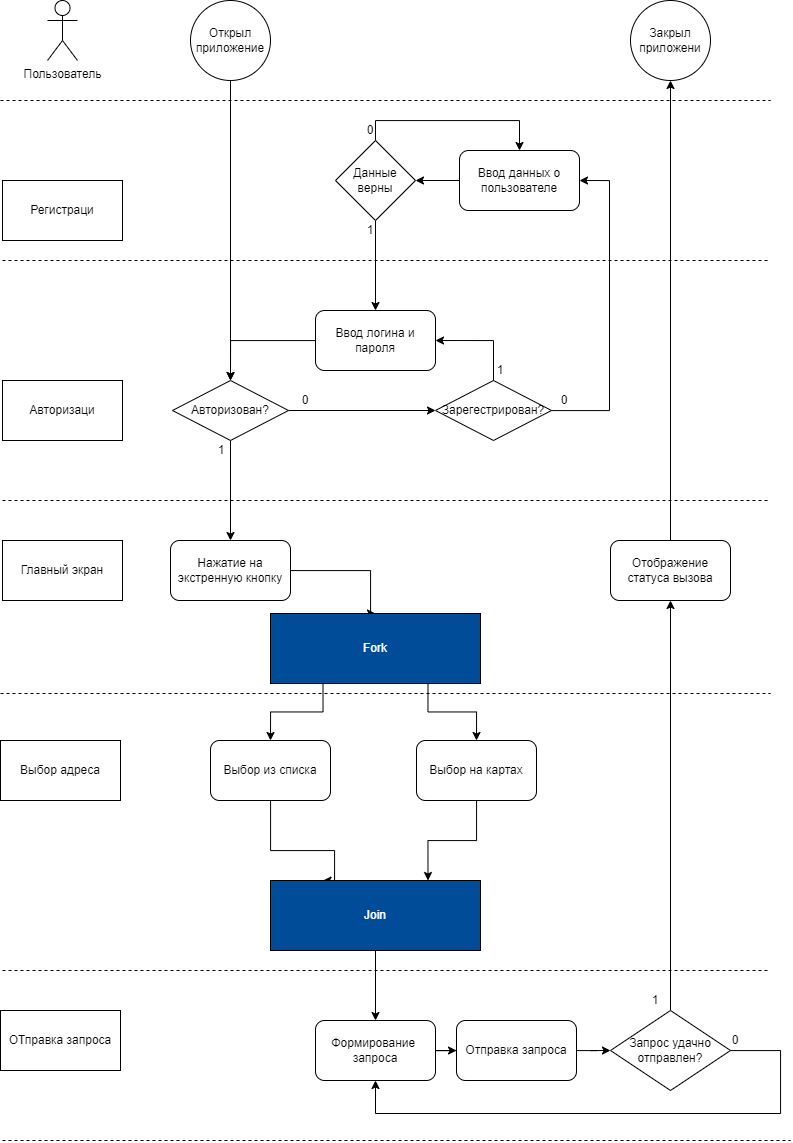 Открыл
приложение
Закрыл
приложени
Пользователь
0
Данные
верны
Ввод данных о
пользователе
Регистраци
1
Ввод логина и
пароля
1
Авторизаци
Авторизован?
0
Зарегестрирован?
0
1
Главный экран
Нажатие на
экстренную кнопку
Отображение
статуса вызова
Fork
Выбор адреса
Выбор из списка
Выбор на картах
Join
1
ОТправка запроса
Формирование
запроса
Отправка запроса
Запрос удачно
отправлен?
0